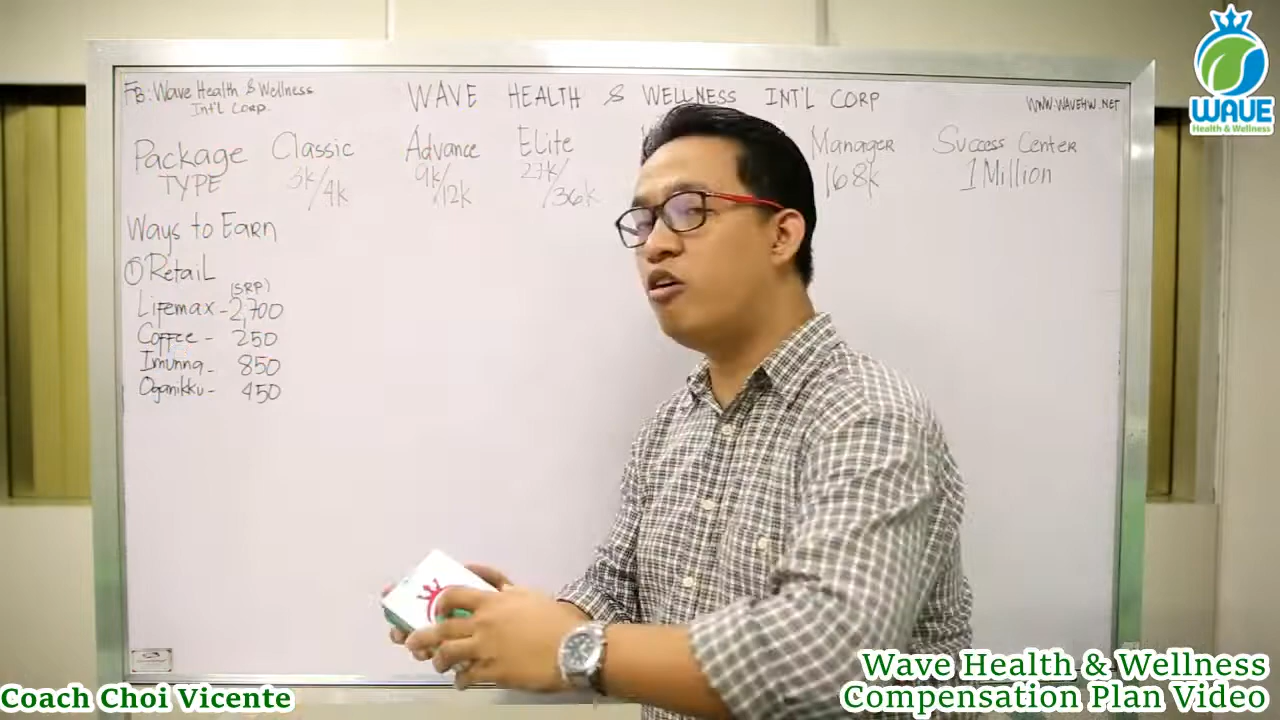 FB: Wave Health & Wellness
Int'l Corp.
WAVE HEALTH & WELLNESS INT'L CORP
WWW.WAVEHW.NET
WAVE
Health & Wellness
Package TYPE
Classic
3k/4k
Advance
9k/12k
Elite
27k/36k
Manager
168k
Success Center
1 Million
Ways to Earn
① Retail
(SRP)
Lifemax - 2,700
Coffee - 250
Imunna - 850
Oganikku - 450
Coach Choi Vicente
Wave Health & Wellness
Compensation Plan Video